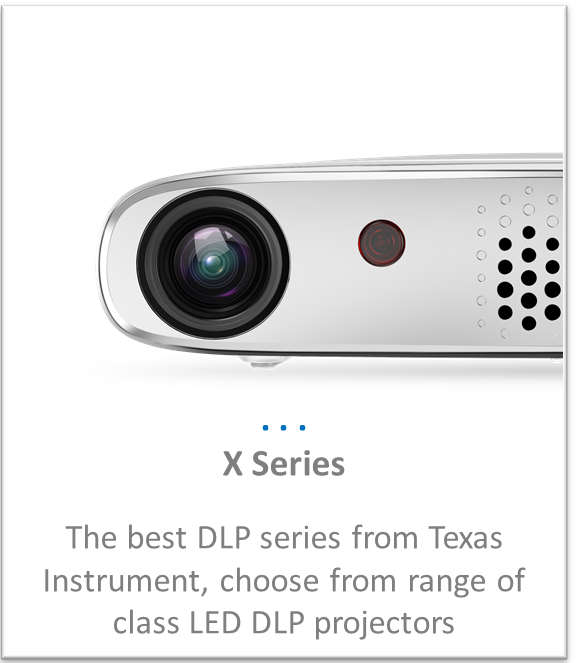 X Series
The best DLP series from Texas
Instrument, choose from range of
class LED DLP projectors